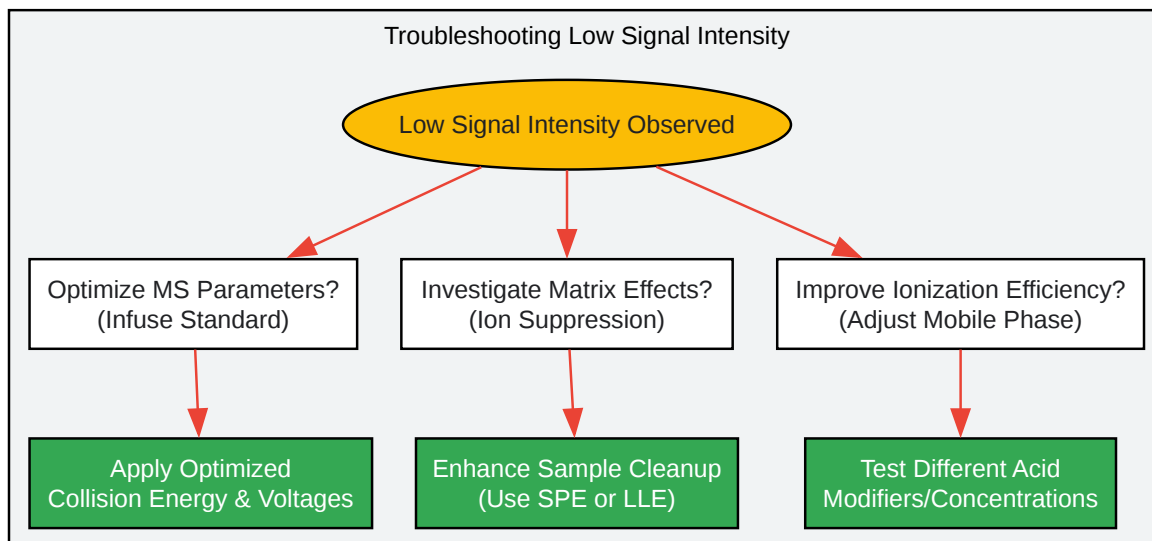 Troubleshooting Low Signal Intensity
Low Signal Intensity Observed
Optimize MS Parameters?
(Infuse Standard)
Investigate Matrix Effects?
(Ion Suppression)
Improve Ionization Efficiency?
(Adjust Mobile Phase)
Apply Optimized
Collision Energy & Voltages
Enhance Sample Cleanup
(Use SPE or LLE)
Test Different Acid
Modifiers/Concentrations